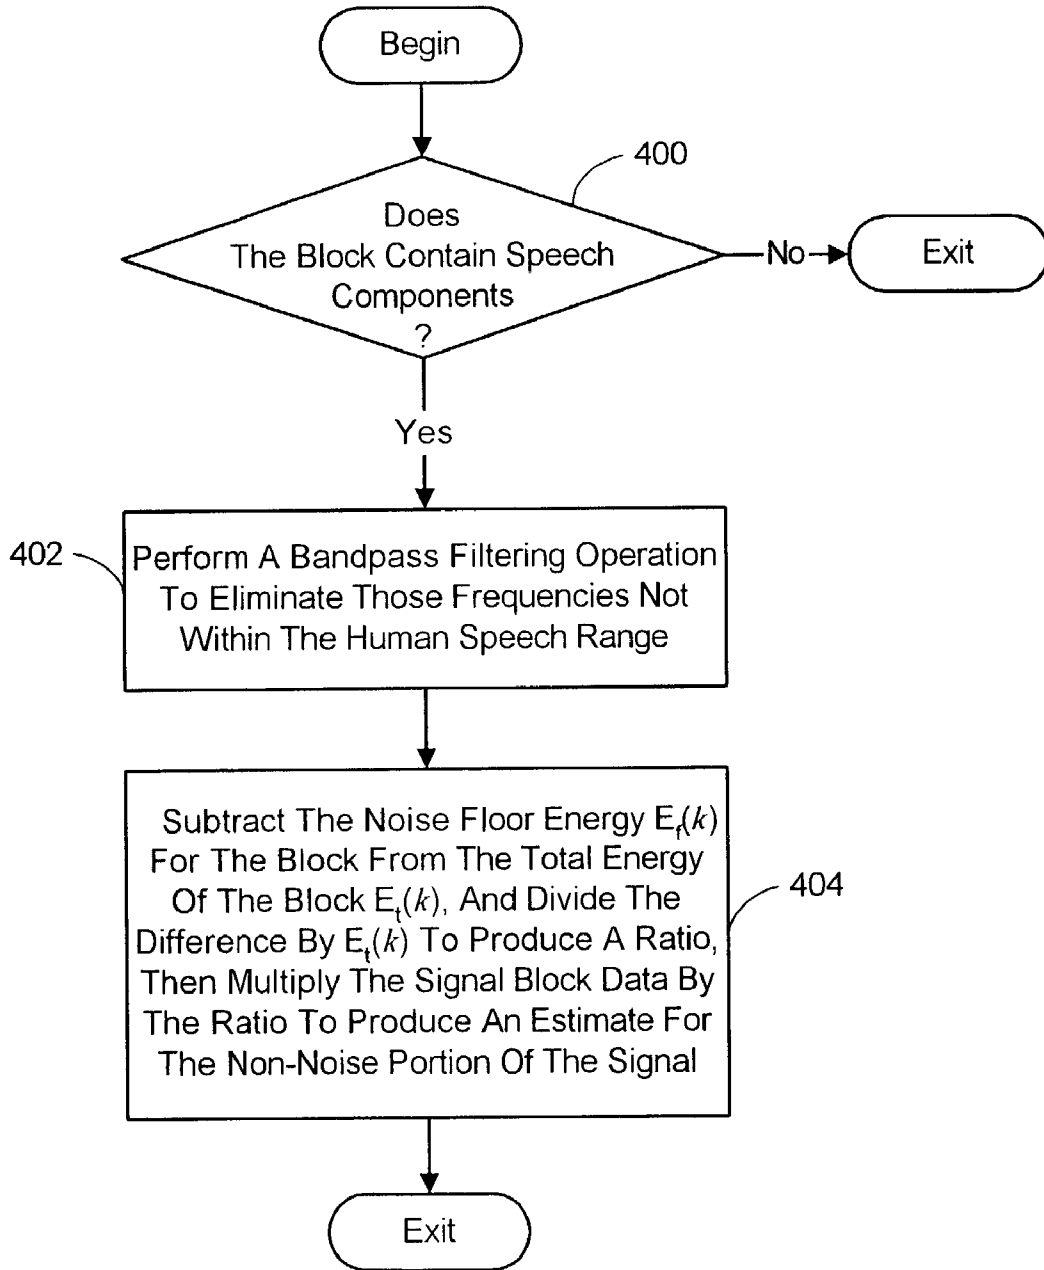 Begin
400
Does
The Block Contain Speech
Components
?
No
Exit
Yes
402
Perform A Bandpass Filtering Operation
To Eliminate Those Frequencies Not
Within The Human Speech Range
Subtract The Noise Floor Energy E_f(k)
For The Block From The Total Energy
Of The Block E_t(k), And Divide The
Difference By E_t(k) To Produce A Ratio,
Then Multiply The Signal Block Data By
The Ratio To Produce An Estimate For
The Non-Noise Portion Of The Signal
404
Exit